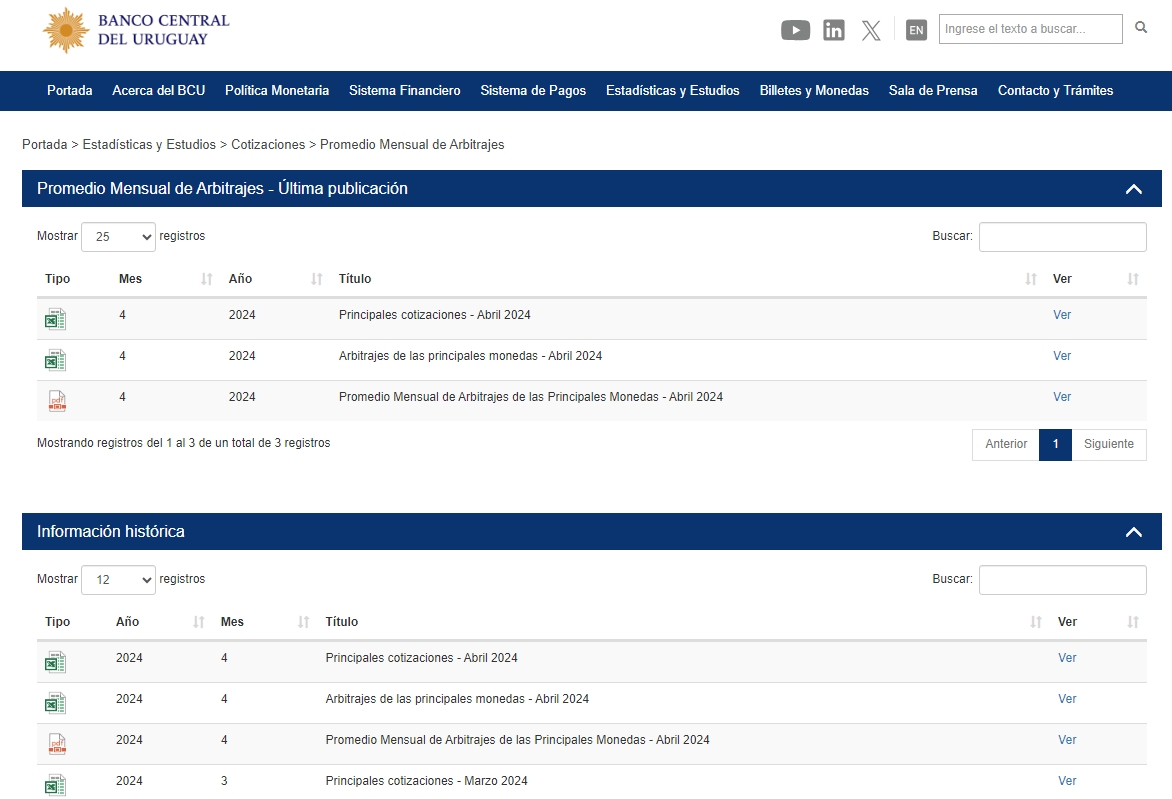 BANCO CENTRAL
DEL URUGUAY
EN
Ingrese el texto a buscar...
Portada Acerca del BCU Política Monetaria Sistema Financiero Sistema de Pagos Estadísticas y Estudios Billetes y Monedas Sala de Prensa Contacto y Trámites
Portada > Estadísticas y Estudios > Cotizaciones > Promedio Mensual de Arbitrajes
Promedio Mensual de Arbitrajes - Última publicación
Mostrar 25 registros Buscar:
Tipo Mes Año Título Ver
4 2024 Principales cotizaciones - Abril 2024 Ver
4 2024 Arbitrajes de las principales monedas - Abril 2024 Ver
pdf 4 2024 Promedio Mensual de Arbitrajes de las Principales Monedas - Abril 2024 Ver
Mostrando registros del 1 al 3 de un total de 3 registros Anterior 1 Siguiente
Información histórica
Mostrar 12 registros Buscar:
Tipo Año Mes Título Ver
2024 4 Principales cotizaciones - Abril 2024 Ver
2024 4 Arbitrajes de las principales monedas - Abril 2024 Ver
pdf 2024 4 Promedio Mensual de Arbitrajes de las Principales Monedas - Abril 2024 Ver
2024 3 Principales cotizaciones - Marzo 2024 Ver